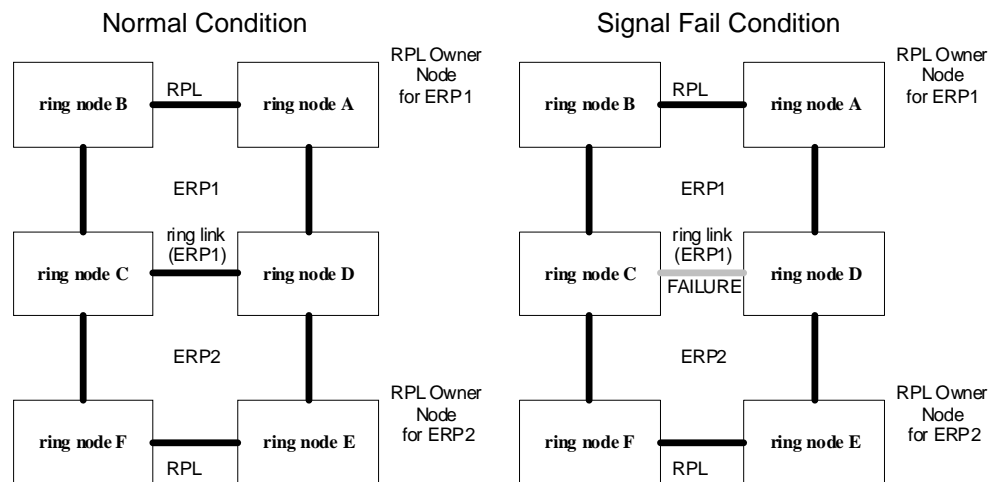 Normal Condition
RPL Owner
Node
for ERP1
ring node B
RPL
ring node A
ERP1
ring link
(ERP1)
ring node C
ring node D
ERP2
RPL Owner
Node
for ERP2
ring node F
ring node E
RPL
Signal Fail Condition
RPL Owner
Node
for ERP1
ring node B
RPL
ring node A
ERP1
ring link
(ERP1)
ring node C
FAILURE
ring node D
ERP2
RPL Owner
Node
for ERP2
ring node F
ring node E
RPL